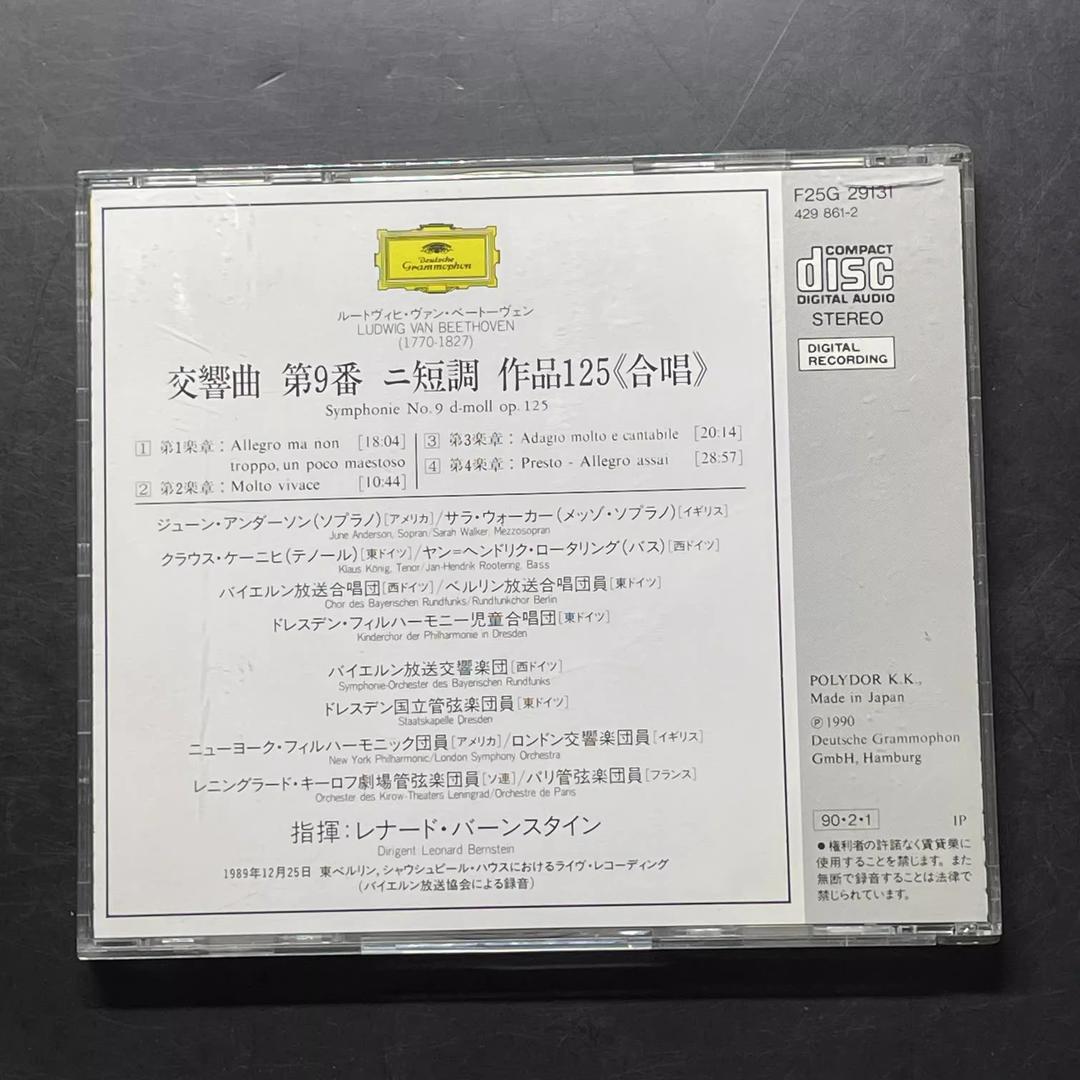 Deutsche
Grammophon
ルートヴィヒ・ヴァン・ベートーヴェン
LUDWIG VAN BEETHOVEN
(1770-1827)
交響曲 第9番 ニ短調 作品125《合唱》
Symphonie No. 9 d-moll op. 125
1 第1楽章：Allegro ma non [18:04]
troppo, un poco maestoso
2 第2楽章：Molto vivace [10:44]
3 第3楽章：Adagio molto e cantabile [20:14]
4 第4楽章：Presto - Allegro assai [28:57]
ジューン・アンダーソン(ソプラノ)[アメリカ]/サラ・ウォーカー(メッゾ・ソプラノ)[イギリス]
June Anderson, Sopran/Sarah Walker, Mezzosopran
クラウス・ケーニヒ(テノール)[東ドイツ]/ヤン=ヘンドリク・ロータリング(バス)[西ドイツ]
Klaus König, Tenor/Jan-Hendrik Rootering, Bass
バイエルン放送合唱団[西ドイツ]/ベルリン放送合唱団員[東ドイツ]
Chor des Bayerischen Rundfunks/Rundfunkchor Berlin
ドレスデン・フィルハーモニー児童合唱団[東ドイツ]
Kinderchor der Philharmonie in Dresden
バイエルン放送交響楽団[西ドイツ]
Symphonie-Orchester des Bayerischen Rundfunks
ドレスデン国立管弦楽団員[東ドイツ]
Staatskapelle Dresden
ニューヨーク・フィルハーモニック団員[アメリカ]/ロンドン交響楽団員[イギリス]
New York Philharmonic/London Symphony Orchestra
レニングラード・キーロフ劇場管弦楽団員[ソ連]/パリ管弦楽団員[フランス]
Orchester des Kirow-Theaters Leningrad/Orchestre de Paris
指揮：レナード・バーンスタイン
Dirigent Leonard Bernstein
1989年12月25日 東ベルリン, シャウシュピール・ハウスにおけるライヴ・レコーディング
(バイエルン放送協会による録音)
F25G 29131
429 861-2
COMPACT
disc
DIGITAL AUDIO
STEREO
DIGITAL
RECORDING
POLYDOR K.K.,
Made in Japan
℗ 1990
Deutsche Grammophon
GmbH, Hamburg
90・2・1 IP
●権利者の許諾なく賃貸業に
使用することを禁じます。また
無断で録音することは法律で
禁じられています。